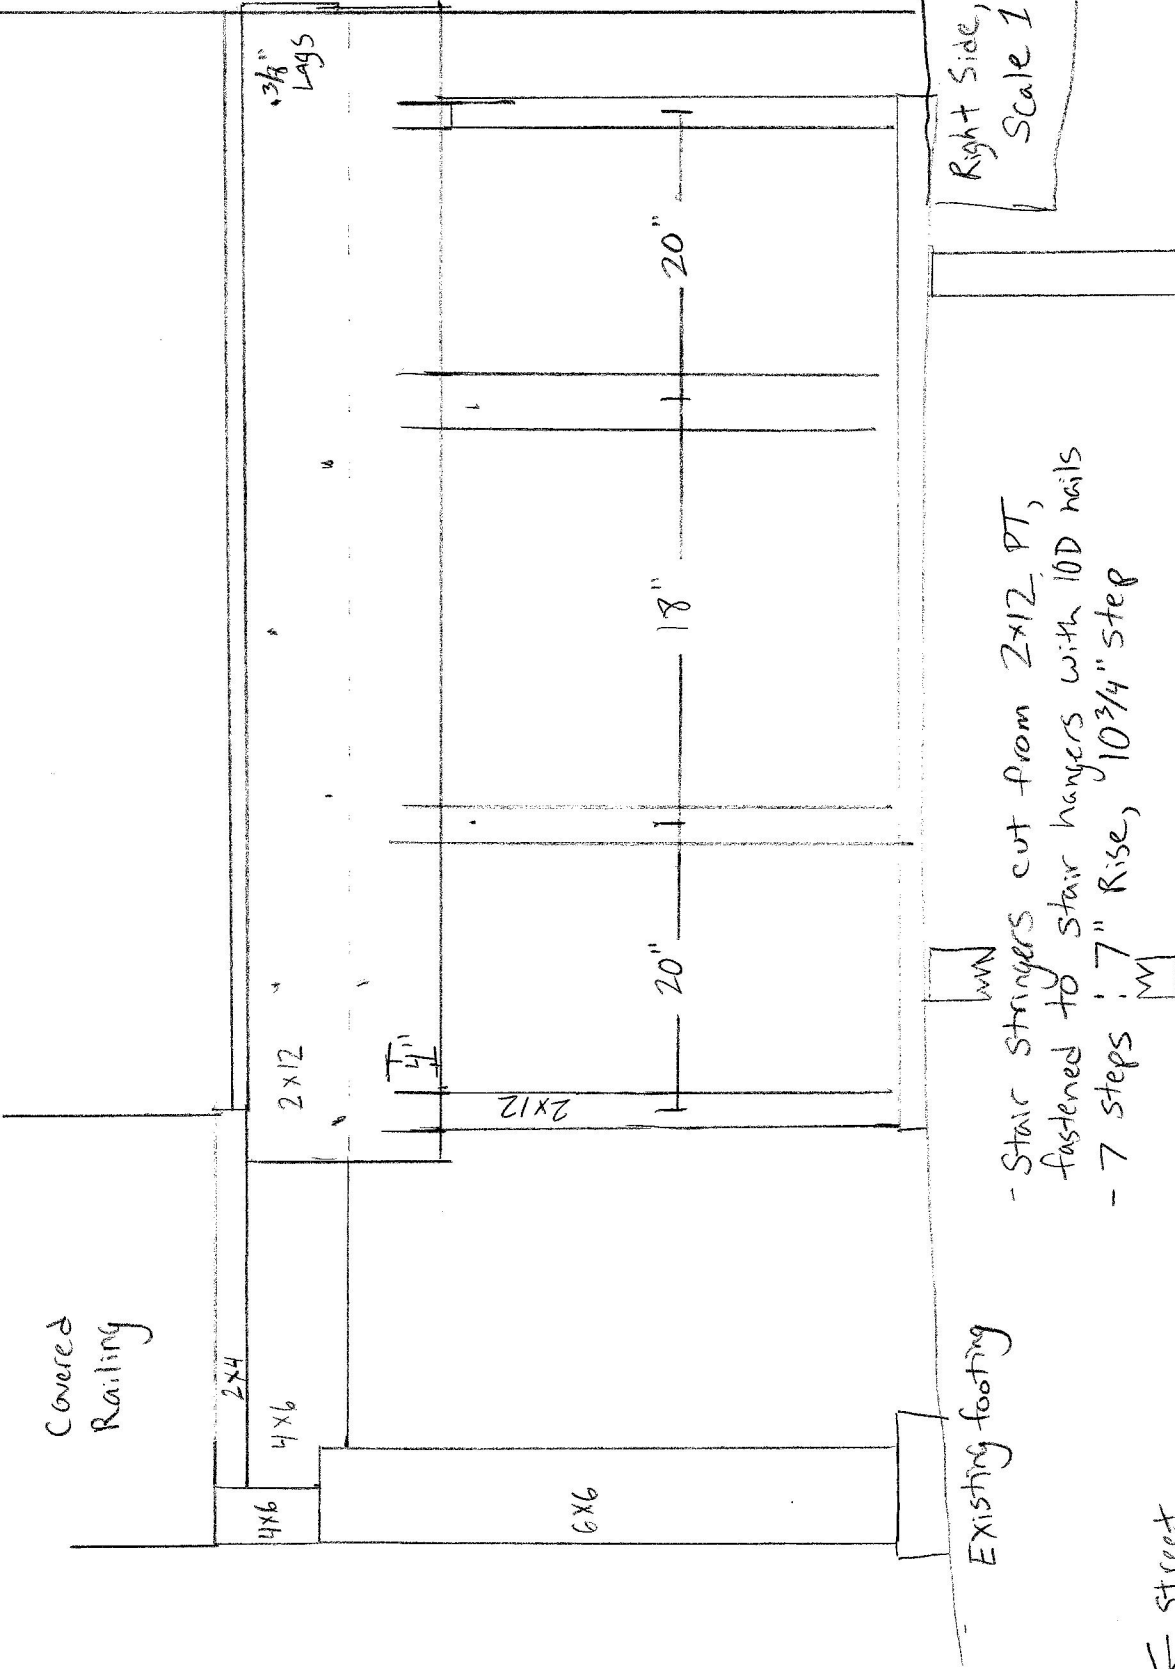 Covered
Railing
2x4
4x6
4x6
6x6
Existing footing
2x12
4"
2x12
3/8"
Lags
20"
18"
20"
- Stair stringers cut from 2x12 PT,
fastened to stair hangers with 10D nails
- 7 steps : 7" Rise, 10 3/4" step
Right Side,
Scale 1
street